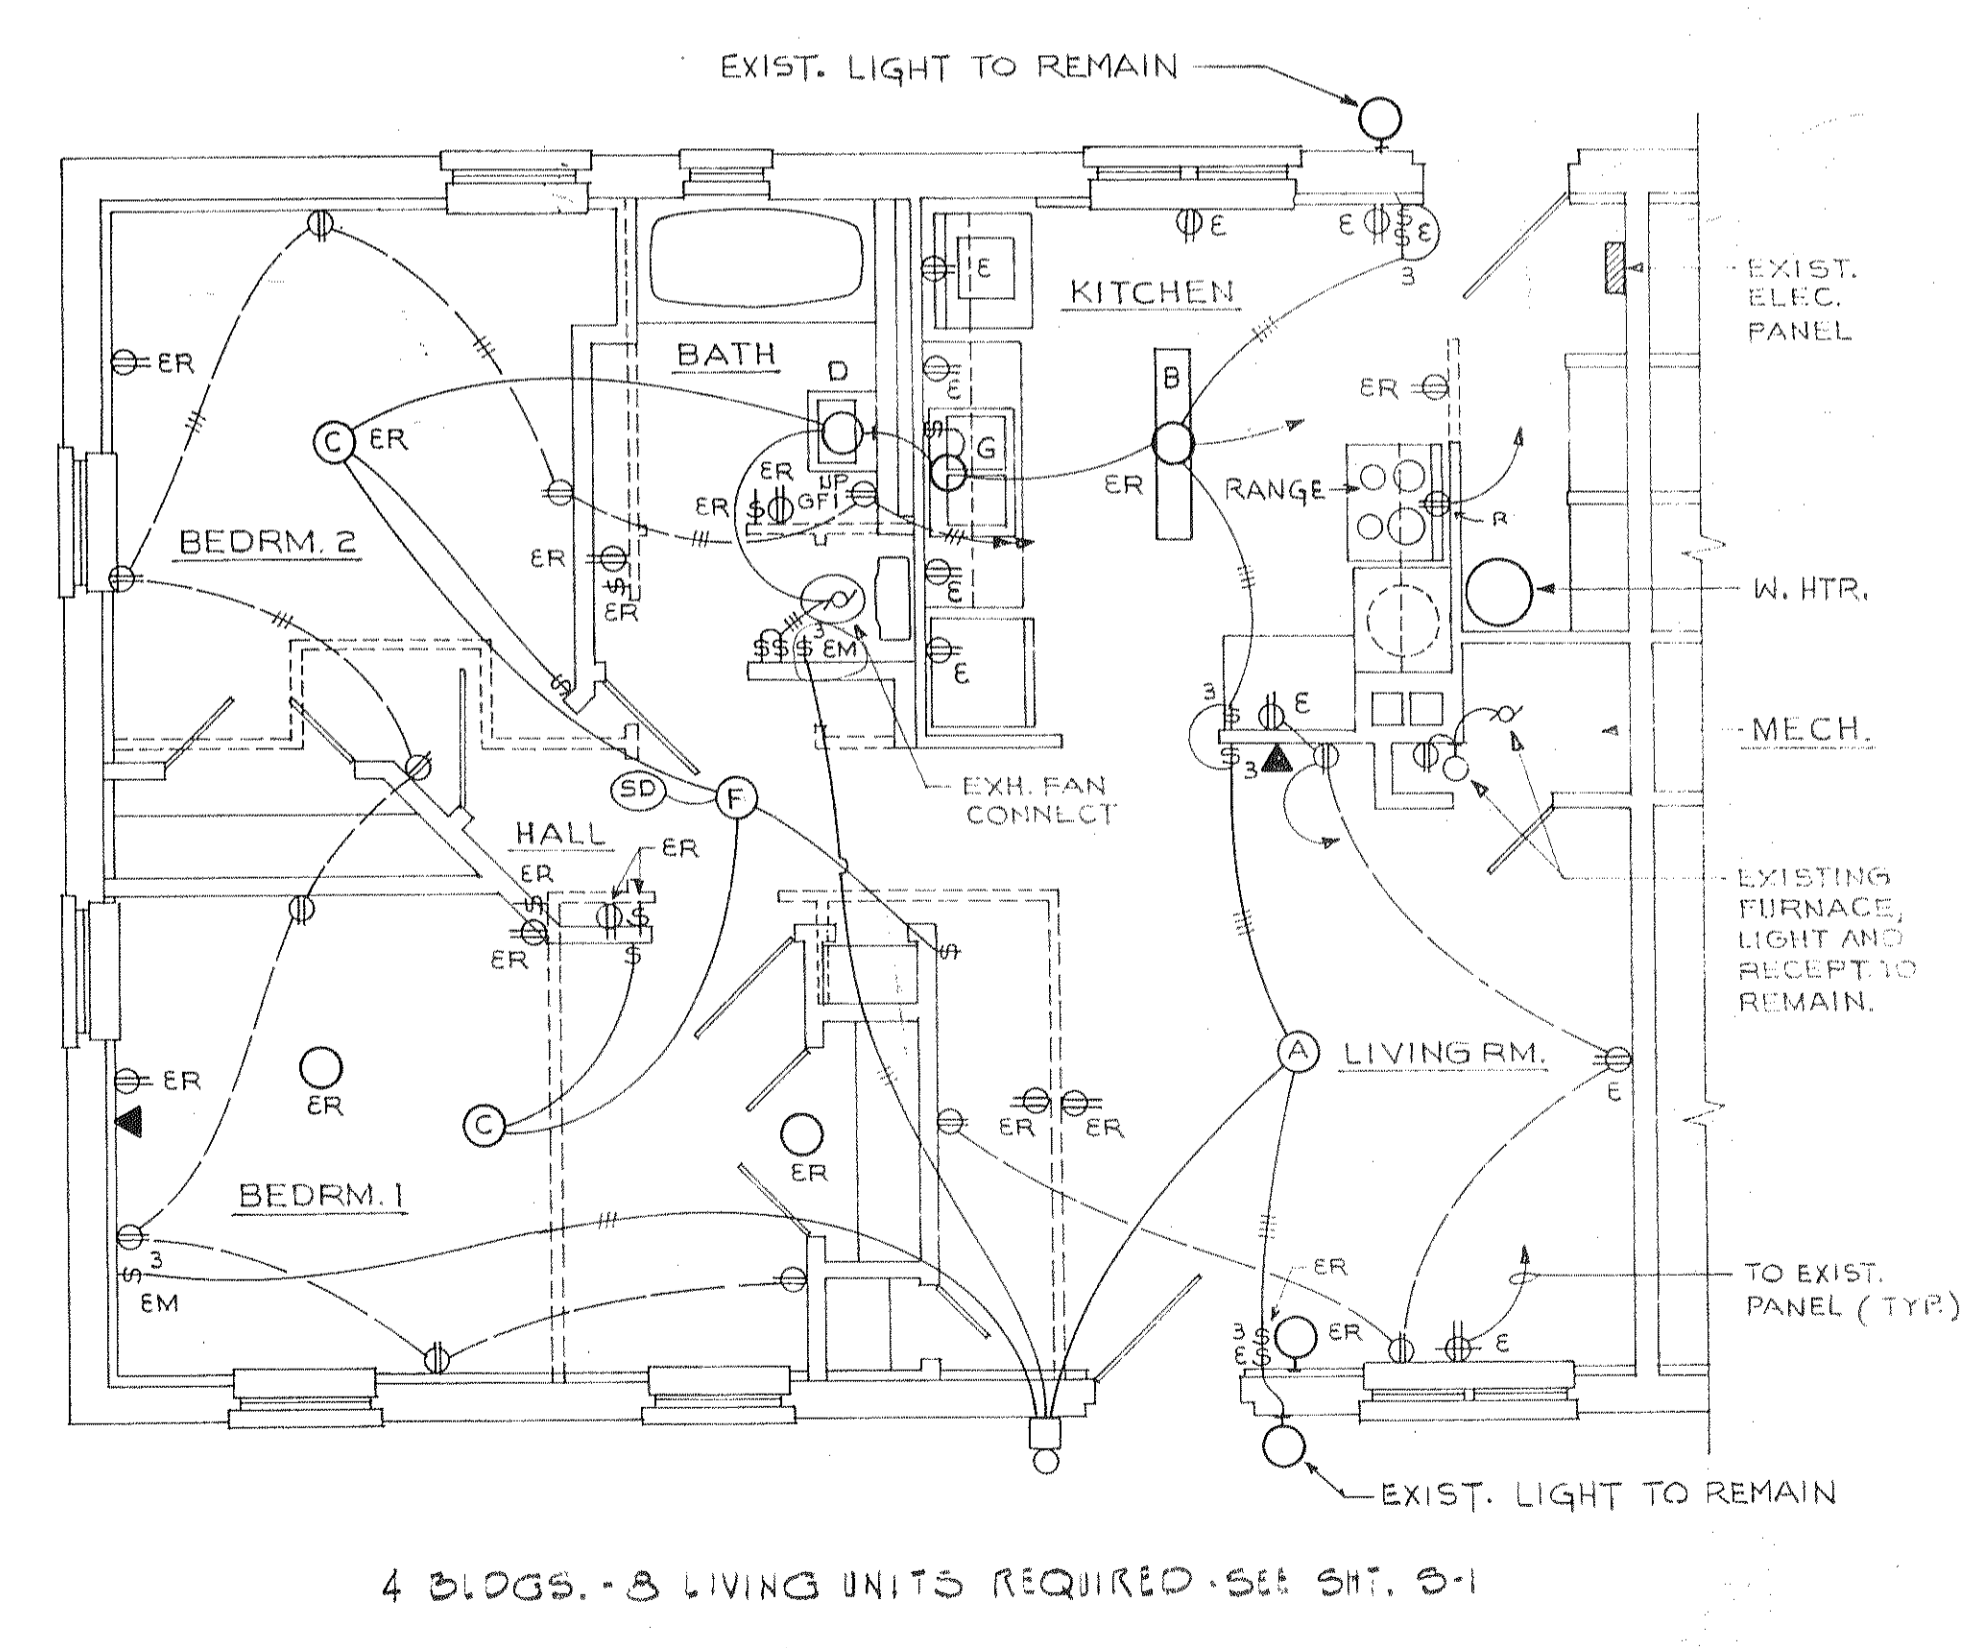 EXIST. LIGHT TO REMAIN
E
E
E
3
E
KITCHEN
EXIST.
ELEC.
PANEL
BATH
D
B
ER
E
ER
C
ER
G
ER
UP
GFI
ER
S
ER
RANGE
R
BEDRM. 2
ER
S
ER
E
W. HTR.
3
S S S
EM
E
S
3
S
E
S
3
MECH.
SD
F
EXH. FAN
CONNECT
HALL
ER
ER
S
S
ER
S
S
EXISTING
FURNACE,
LIGHT AND
RECEPT. TO
REMAIN.
A
LIVING RM.
ER
ER
C
E
ER
ER
ER
BEDRM. 1
3
S
EM
ER
3
S
ER
E
S
E
TO EXIST.
PANEL (TYP.)
EXIST. LIGHT TO REMAIN
4 BLDGS. - 8 LIVING UNITS REQUIRED. SEE SHT. S-1